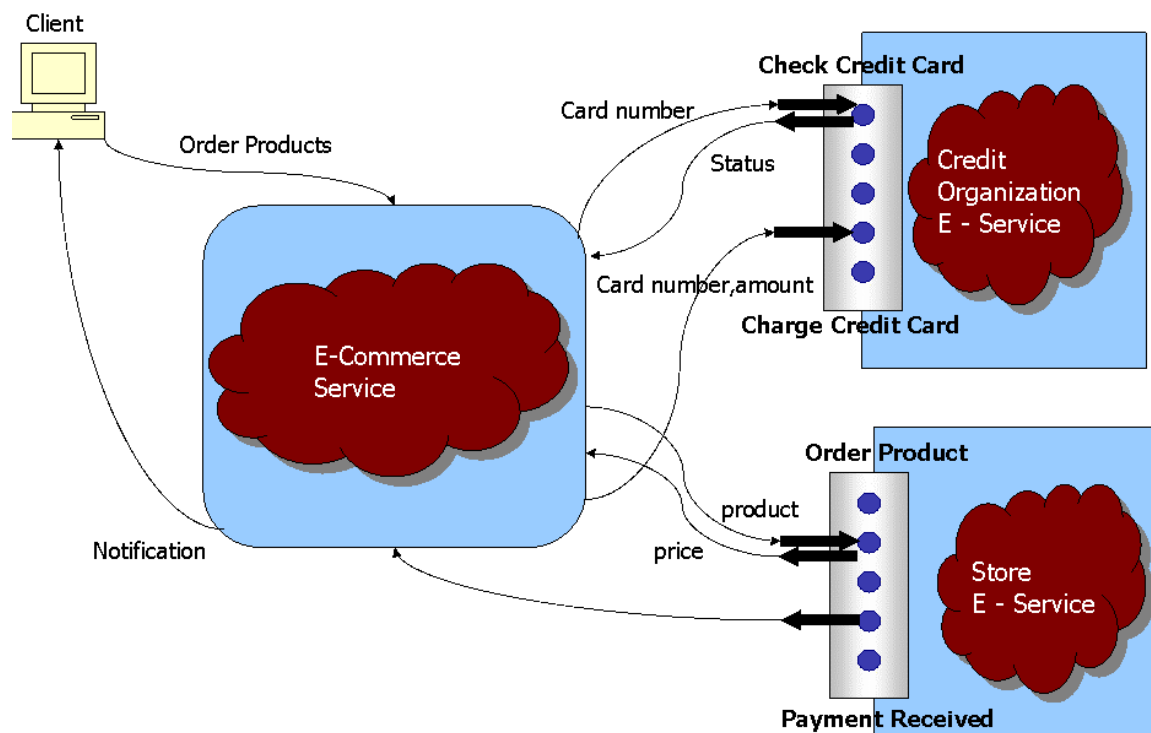 Client
Check Credit Card
Card number
Order Products
Status
Credit
Organization
E - Service
Card number,amount
Charge Credit Card
E-Commerce
Service
Order Product
product
Notification
price
Store
E - Service
Payment Received